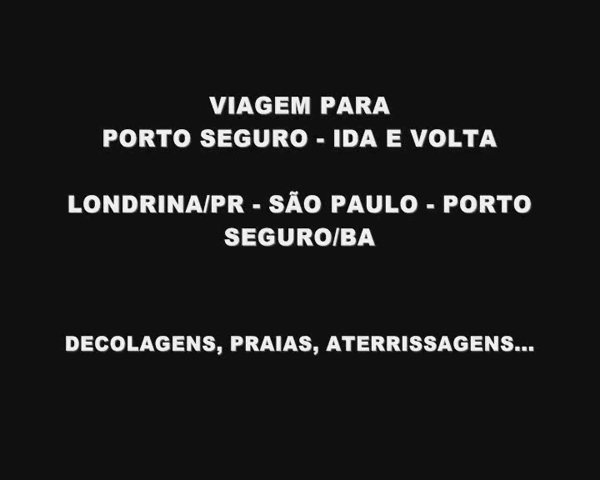 VIAGEM PARA
PORTO SEGURO - IDA E VOLTA
LONDRINA/PR - SÃO PAULO - PORTO
SEGURO/BA
DECOLAGENS, PRAIAS, ATERRISSAGENS...